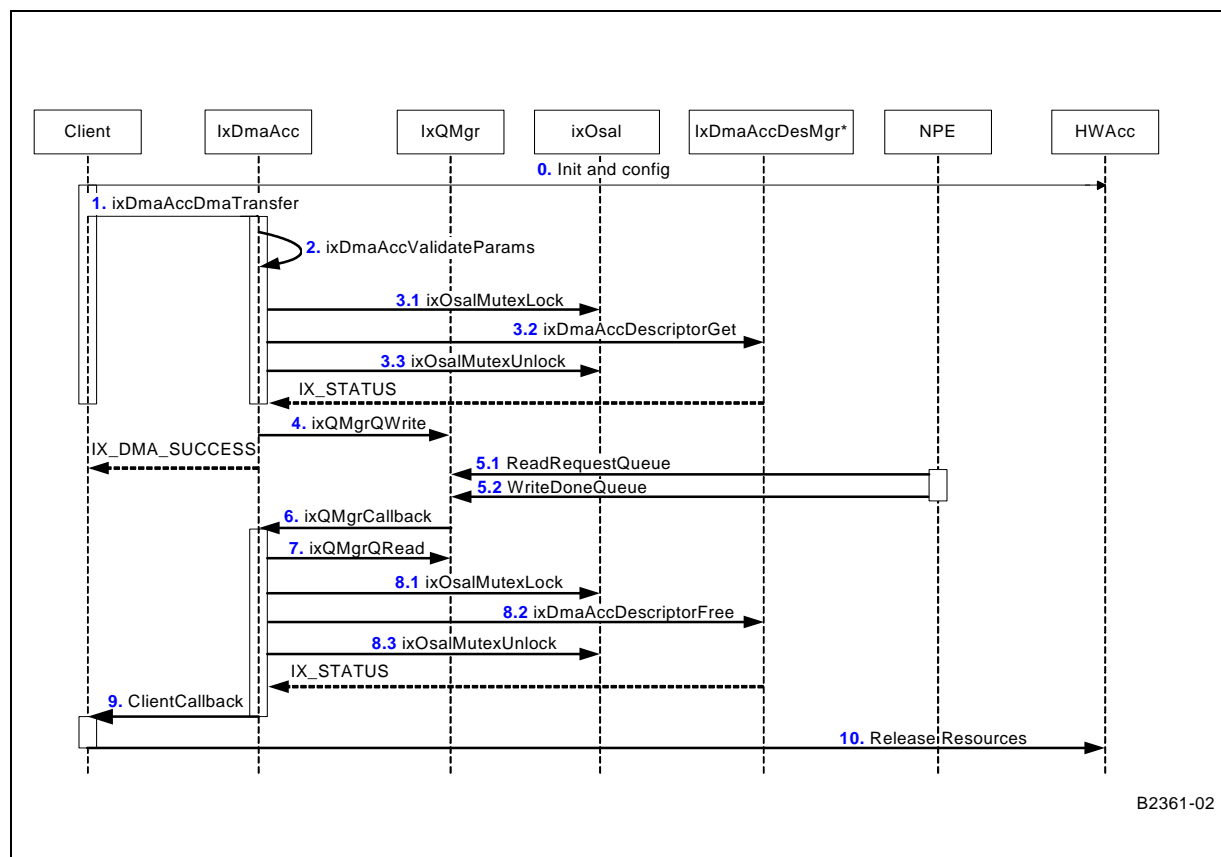 Client
IxDmaAcc
IxQMgr
ixOsal
IxDmaAccDesMgr*
NPE
HWAcc
0. Init and config
1. ixDmaAccDmaTransfer
2. ixDmaAccValidateParams
3.1 ixOsalMutexLock
3.2 ixDmaAccDescriptorGet
3.3 ixOsalMutexUnlock
IX_STATUS
4. ixQMgrQWrite
IX_DMA_SUCCESS
5.1 ReadRequestQueue
5.2 WriteDoneQueue
6. ixQMgrCallback
7. ixQMgrQRead
8.1 ixOsalMutexLock
8.2 ixDmaAccDescriptorFree
8.3 ixOsalMutexUnlock
IX_STATUS
9. ClientCallback
10. Release Resources
B2361-02